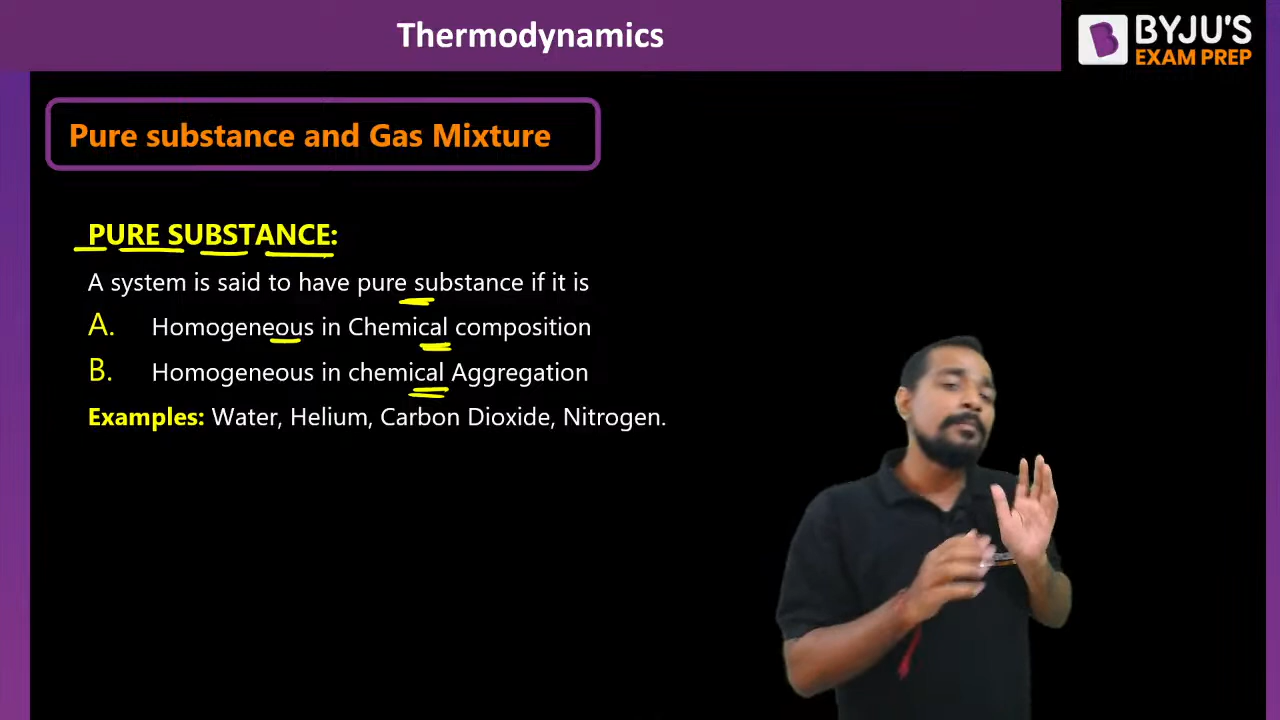 Thermodynamics
BYJU'S
EXAM PREP
Pure substance and Gas Mixture
PURE SUBSTANCE:
A system is said to have pure substance if it is
A. Homogeneous in Chemical composition
B. Homogeneous in chemical Aggregation
Examples: Water, Helium, Carbon Dioxide, Nitrogen.